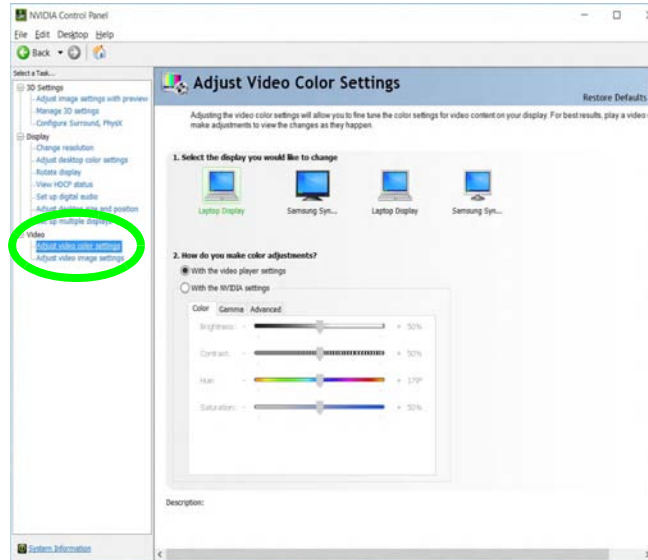 NVIDIA Control Panel
File Edit Desktop Help
Back
Select a Task...
3D Settings
Adjust image settings with preview
Manage 3D settings
Configure Surround, PhysX
Display
Change resolution
Adjust desktop color settings
Rotate display
View HDCP status
Set up digital audio
Adjust desktop size and position
Set up multiple displays
Video
Adjust video color settings
Adjust video image settings
System Information
Adjust Video Color Settings
Restore Defaults
Adjusting the video color settings will allow you to fine tune the color settings for video content on your display. For best results, play a video
make adjustments to view the changes as they happen.
1. Select the display you would like to change
Laptop Display Samsung Syn... Laptop Display Samsung Syn...
2. How do you make color adjustments?
With the video player settings
With the NVIDIA settings
Color Gamma Advanced
Brightness: - + 50%
Contrast: - + 50%
Hue: - + 179°
Saturation: - + 50%
Description: